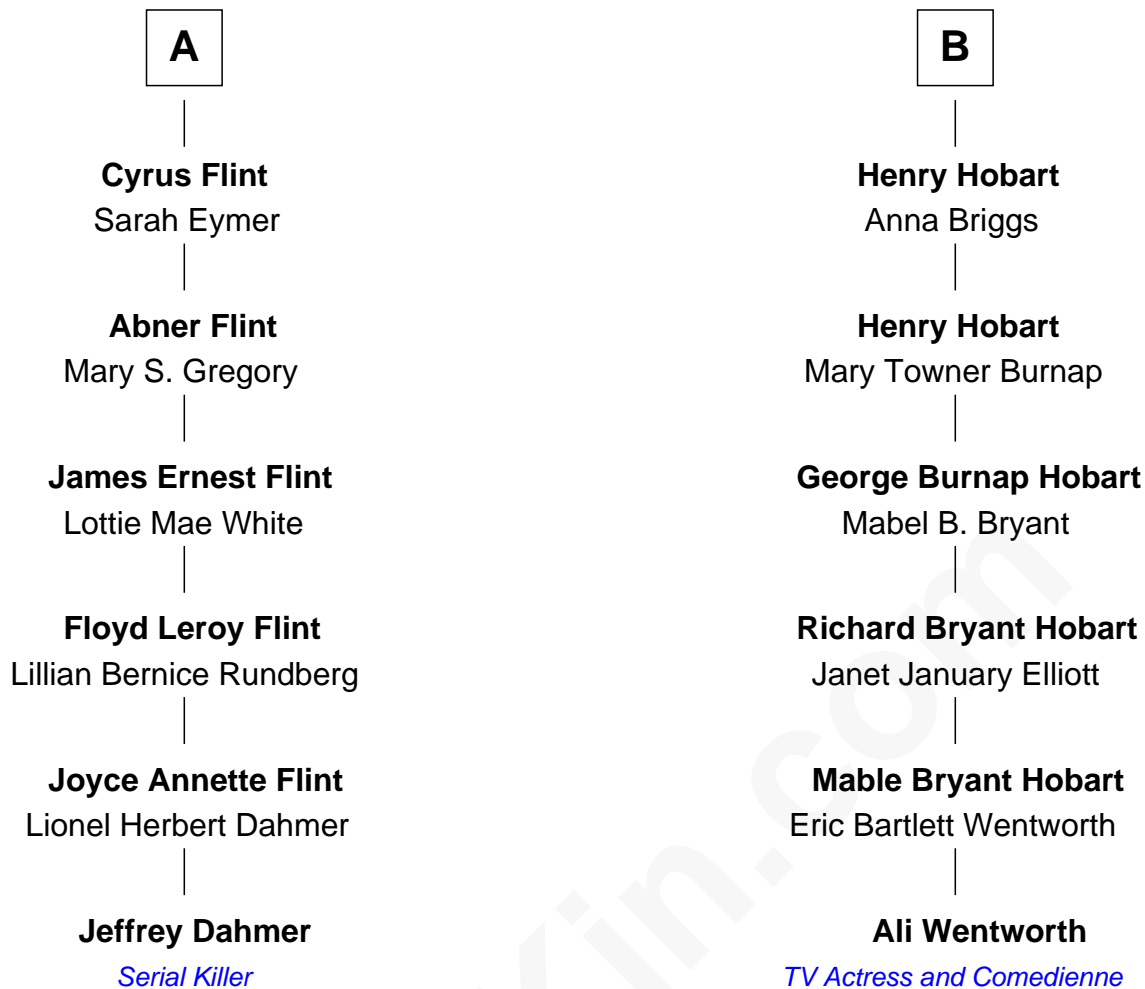 A
Cyrus Flint
Sarah Eymer
Abner Flint
Mary S. Gregory
James Ernest Flint
Lottie Mae White
Floyd Leroy Flint
Lillian Bernice Rundberg
Joyce Annette Flint
Lionel Herbert Dahmer
Jeffrey Dahmer
Serial Killer
B
Henry Hobart
Anna Briggs
Henry Hobart
Mary Towner Burnap
George Burnap Hobart
Mabel B. Bryant
Richard Bryant Hobart
Janet January Elliott
Mable Bryant Hobart
Eric Bartlett Wentworth
Ali Wentworth
TV Actress and Comedienne
Kin.com